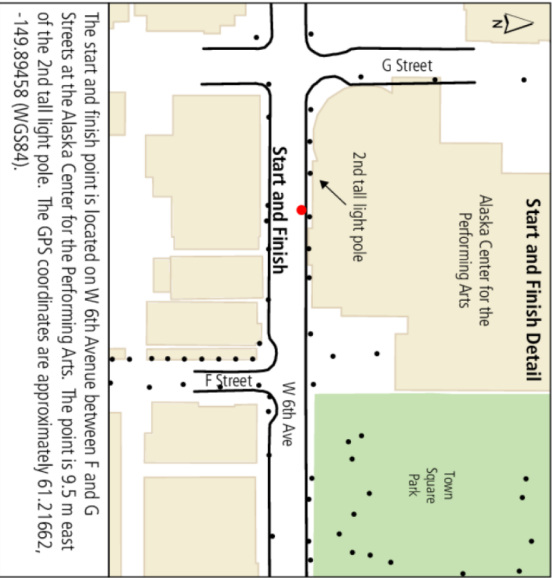 Start and Finish Detail
N
G Street
Alaska Center for the
Performing Arts
2nd tall light pole
Start and Finish
W 6th Ave
F Street
Town
Square
Park
The start and finish point is located on W 6th Avenue between F and G
Streets at the Alaska Center for the Performing Arts. The point is 9.5 m east
of the 2nd tall light pole. The GPS coordinates are approximately 61.21662,
-149.89458 (WGS84).